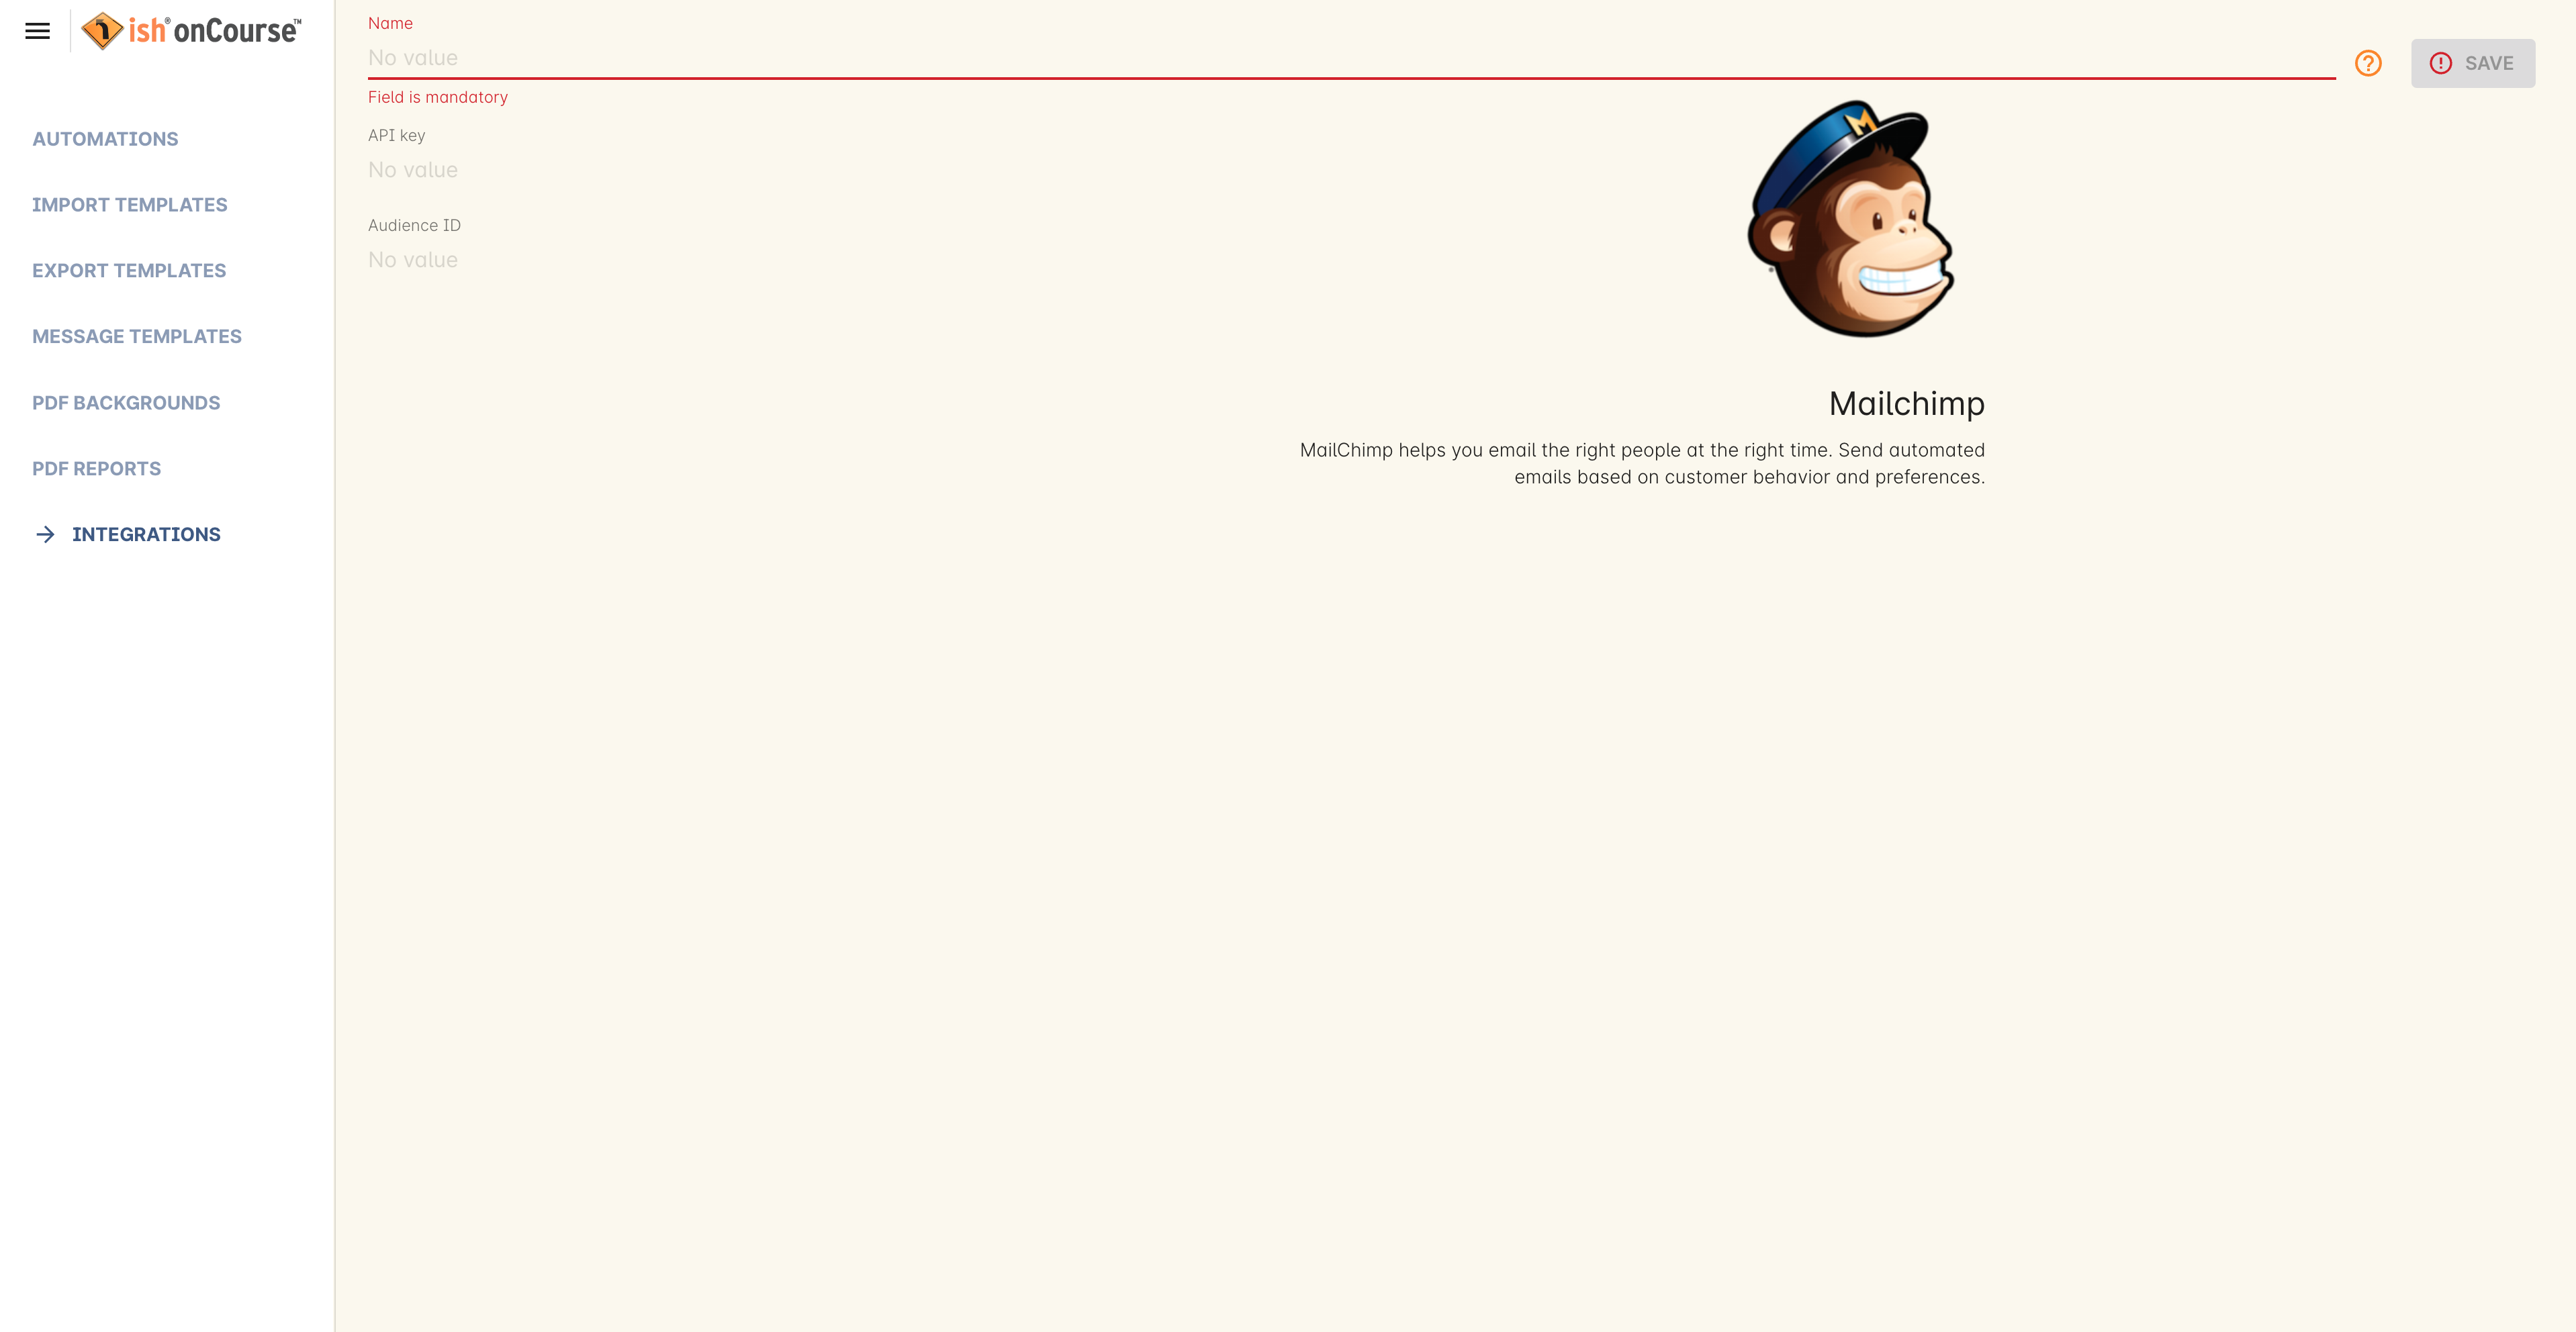 ish® onCourse™
AUTOMATIONS
IMPORT TEMPLATES
EXPORT TEMPLATES
MESSAGE TEMPLATES
PDF BACKGROUNDS
PDF REPORTS
INTEGRATIONS
Name
No value
Field is mandatory
SAVE
API key
No value
Audience ID
No value
Mailchimp
MailChimp helps you email the right people at the right time. Send automated
emails based on customer behavior and preferences.